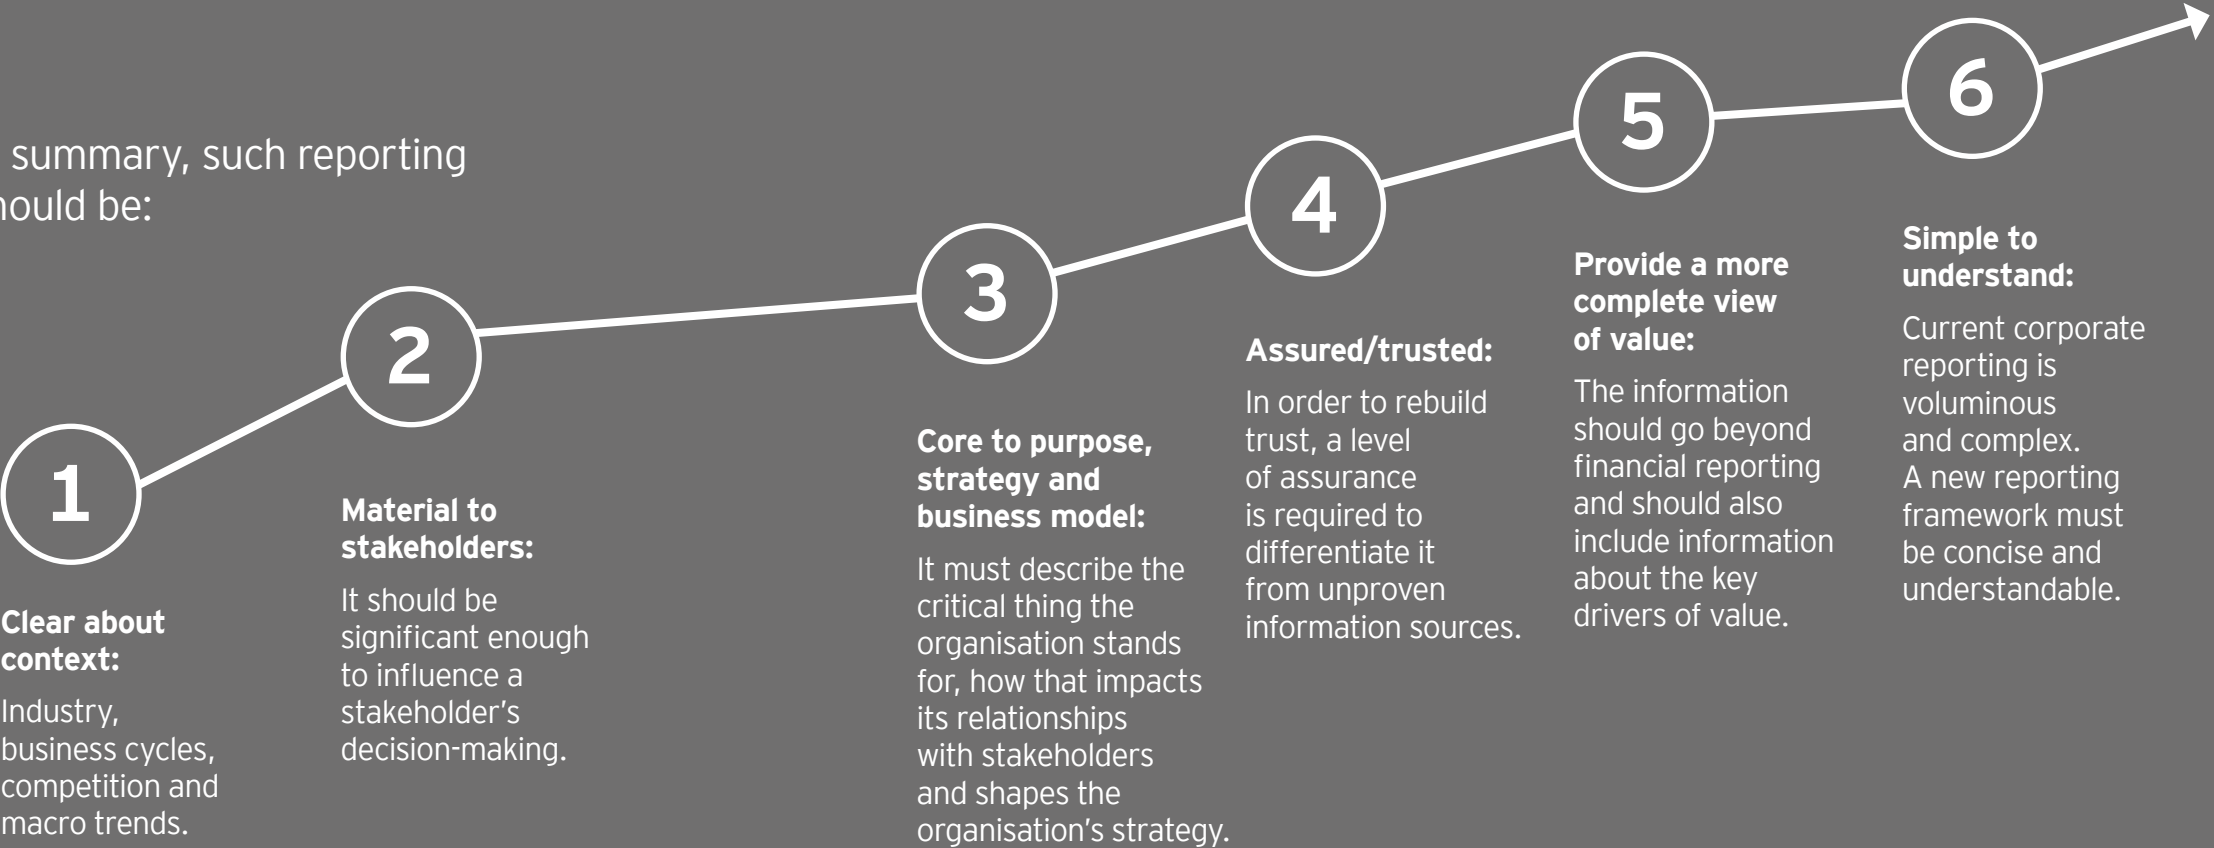 summary, such reporting
hould be:
1
Clear about
context:
Industry,
business cycles,
competition and
macro trends.
2
Material to
stakeholders:
It should be
significant enough
to influence a
stakeholder's
decision-making.
3
Core to purpose,
strategy and
business model:
It must describe the
critical thing the
organisation stands
for, how that impacts
its relationships
with stakeholders
and shapes the
organisation's strategy.
4
Assured/trusted:
In order to rebuild
trust, a level
of assurance
is required to
differentiate it
from unproven
information sources.
5
Provide a more
complete view
of value:
The information
should go beyond
financial reporting
and should also
include information
about the key
drivers of value.
6
Simple to
understand:
Current corporate
reporting is
voluminous
and complex.
A new reporting
framework must
be concise and
understandable.